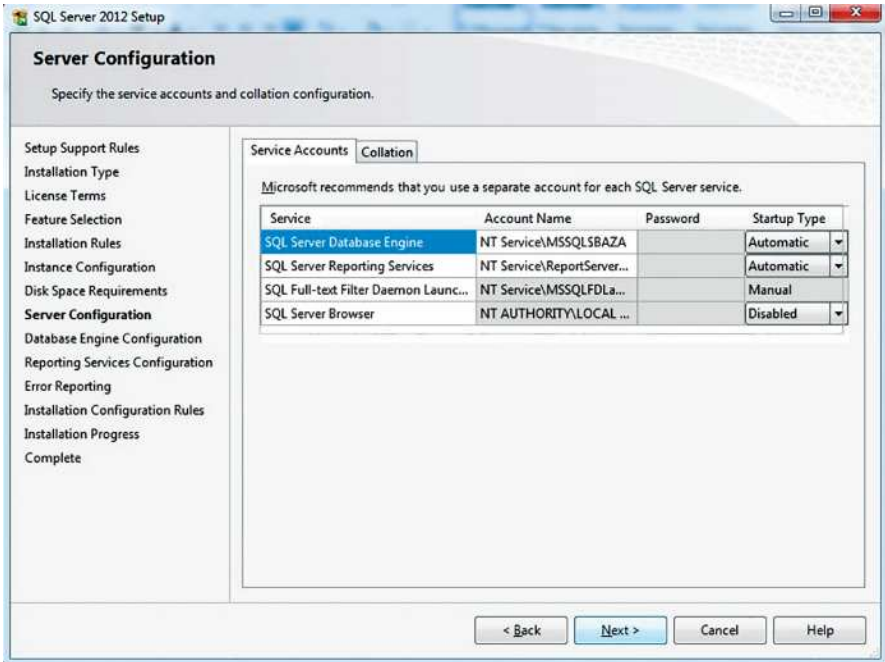 SQL Server 2012 Setup
Server Configuration
Specify the service accounts and collation configuration.
Setup Support Rules
Installation Type
License Terms
Feature Selection
Installation Rules
Instance Configuration
Disk Space Requirements
Server Configuration
Database Engine Configuration
Reporting Services Configuration
Error Reporting
Installation Configuration Rules
Installation Progress
Complete
Service Accounts Collation
Microsoft recommends that you use a separate account for each SQL Server service.
Service Account Name Password Startup Type
SQL Server Database Engine NT Service\MSSQL$BAZA Automatic
SQL Server Reporting Services NT Service\ReportServer... Automatic
SQL Full-text Filter Daemon Launc... NT Service\MSSQLFDLa... Manual
SQL Server Browser NT AUTHORITY\LOCAL ... Disabled
< Back Next > Cancel Help